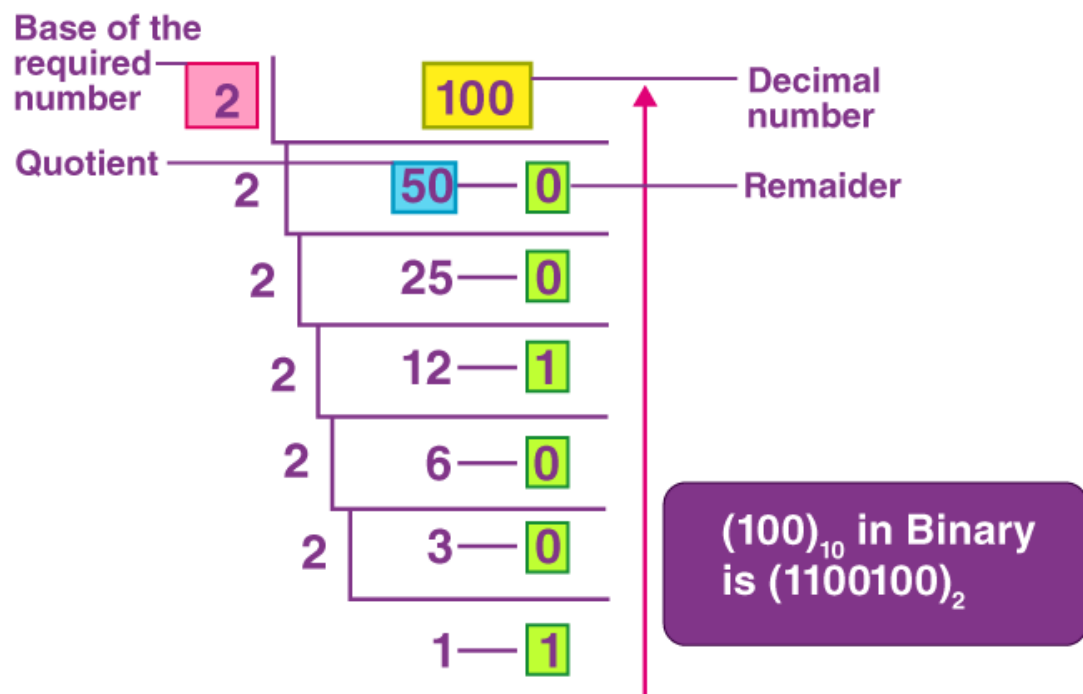 Base of the
required
number
2
100
Decimal
number
Quotient
2
50 — 0
Remaider
2
25 — 0
2
12 — 1
2
6 — 0
2
3 — 0
(100)₁₀ in Binary
is (1100100)₂
1 — 1